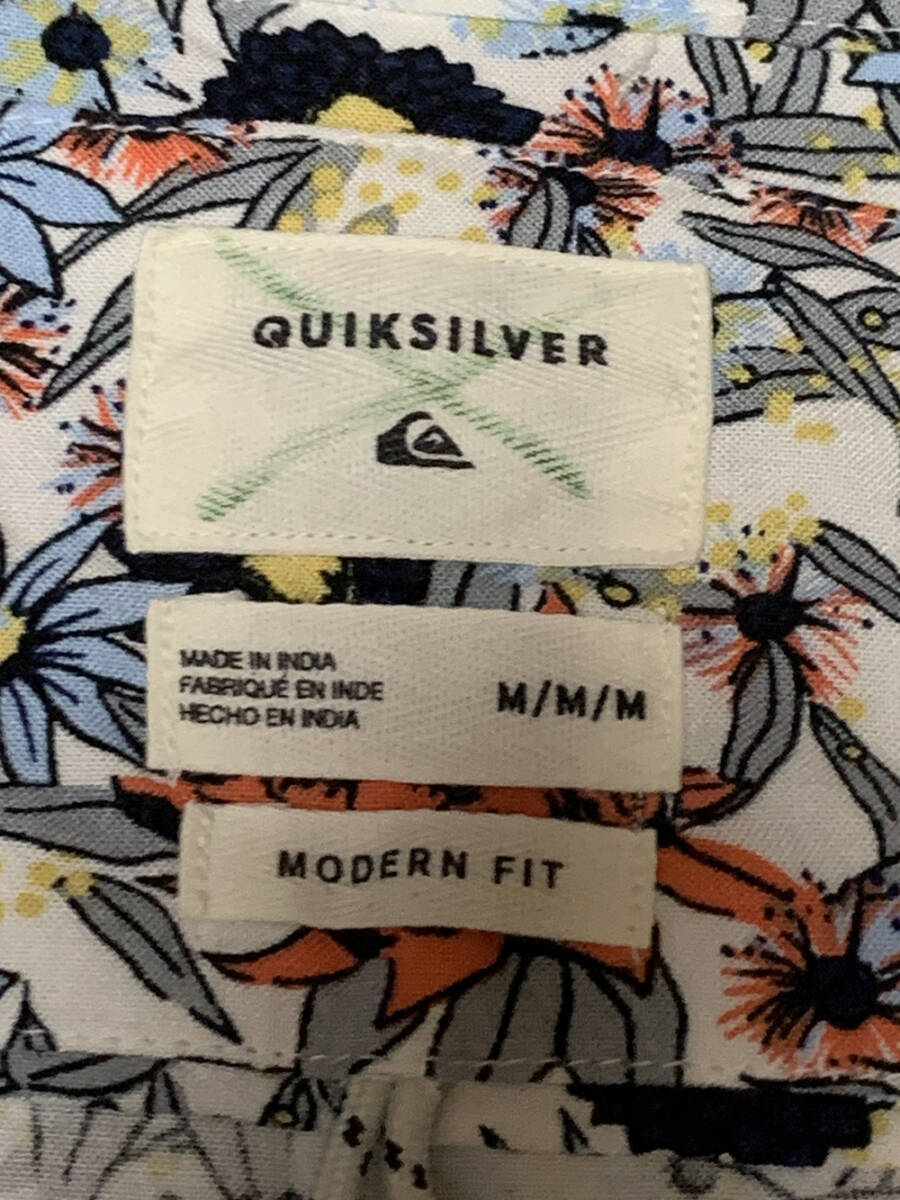 QUIKSILVER
MADE IN INDIA
FABRIQUÉ EN INDE
HECHO EN INDIA
M/M/M
MODERN FIT